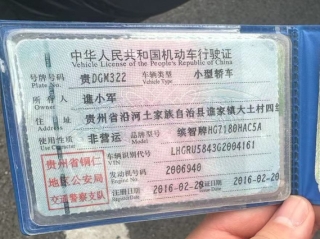 中华人民共和国机动车行驶证
Vehicle License of the People's Republic of China
号牌号码 贵DGM322 车辆类型 小型轿车
Plate No. Vehicle Type
所有人 谯小军
Owner
住址 贵州省沿河土家族自治县谯家镇大土村四组
Address
使用性质 非营运 品牌型号 缤智牌HG7180HAC5A
Use Character Model
贵州省铜仁
地区公安局
交通警察支队
车辆识别代号 LHGRU5843G2004161
VIN
发动机号码 2006940
Engine No.
注册日期 2016-02-29 发证日期 2016-02-29